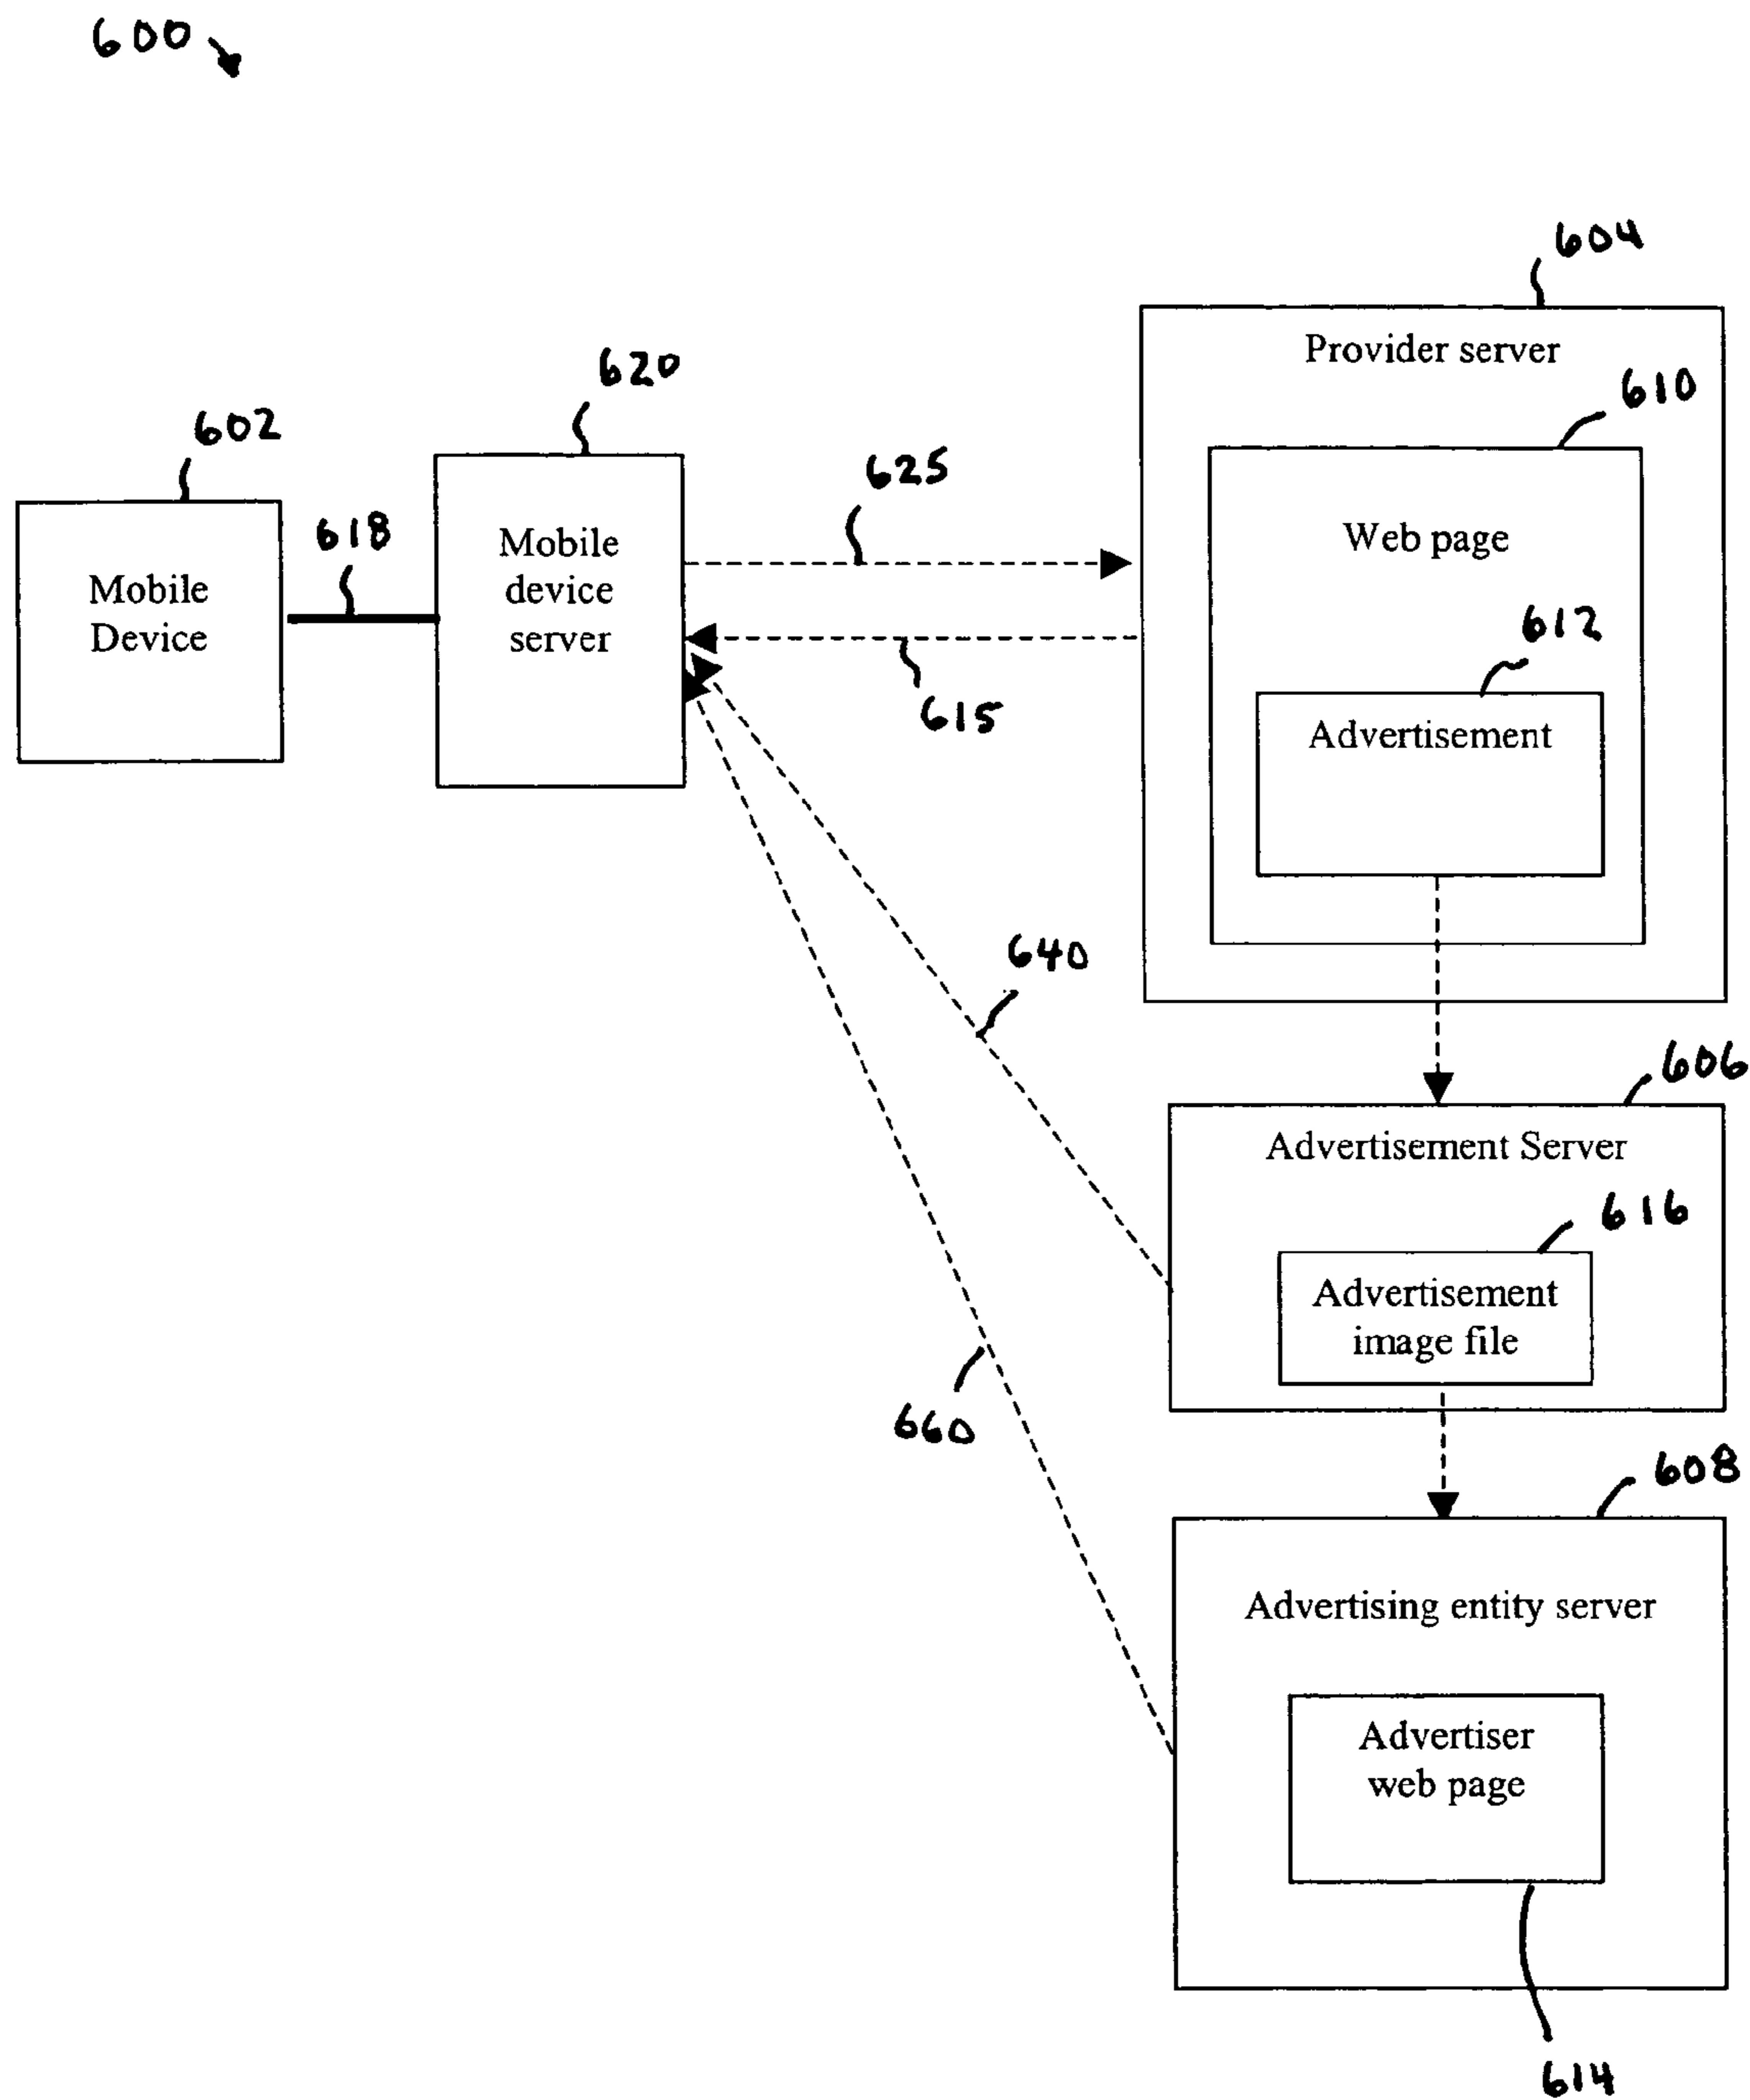 600
604
Provider server
620
610
602
625
Web page
618
Mobile
device
server
Mobile
Device
612
615
Advertisement
640
606
Advertisement Server
616
Advertisement
image file
660
608
Advertising entity server
Advertiser
web page
614